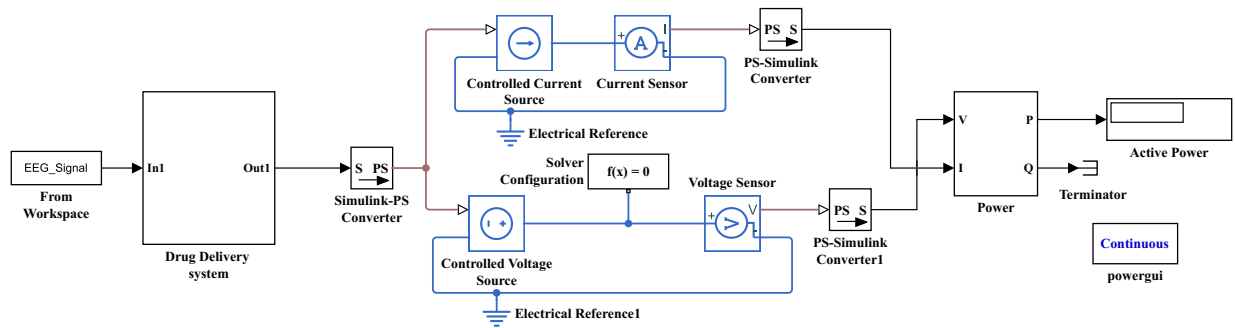 EEG_Signal
From
Workspace
In1
Out1
Drug Delivery
system
S PS
Simulink-PS
Converter
Controlled Current
Source
+
A
I
-
Current Sensor
Electrical Reference
PS S
PS-Simulink
Converter
Solver
Configuration
f(x) = 0
- +
Controlled Voltage
Source
Electrical Reference1
Voltage Sensor
+
V
V
-
PS S
PS-Simulink
Converter1
V
I
P
Q
Power
Active Power
Terminator
Continuous
powergui